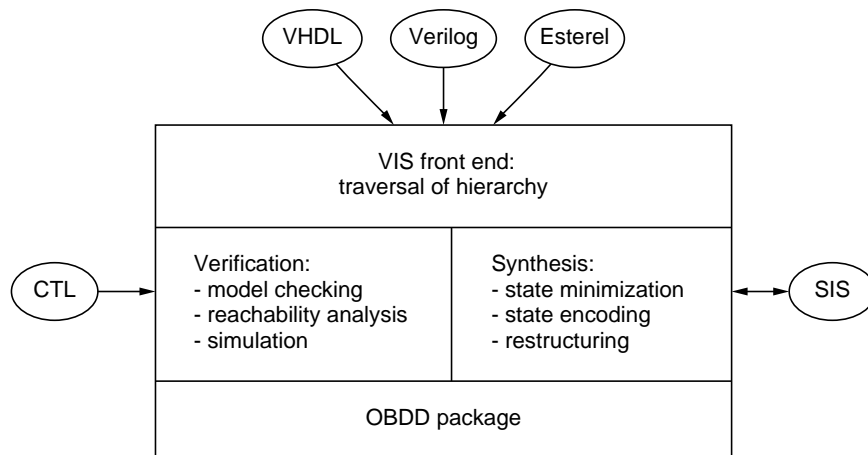 VHDL
Verilog
Esterel
VIS front end:
traversal of hierarchy
CTL
Verification:
- model checking
- reachability analysis
- simulation
Synthesis:
- state minimization
- state encoding
- restructuring
SIS
OBDD package